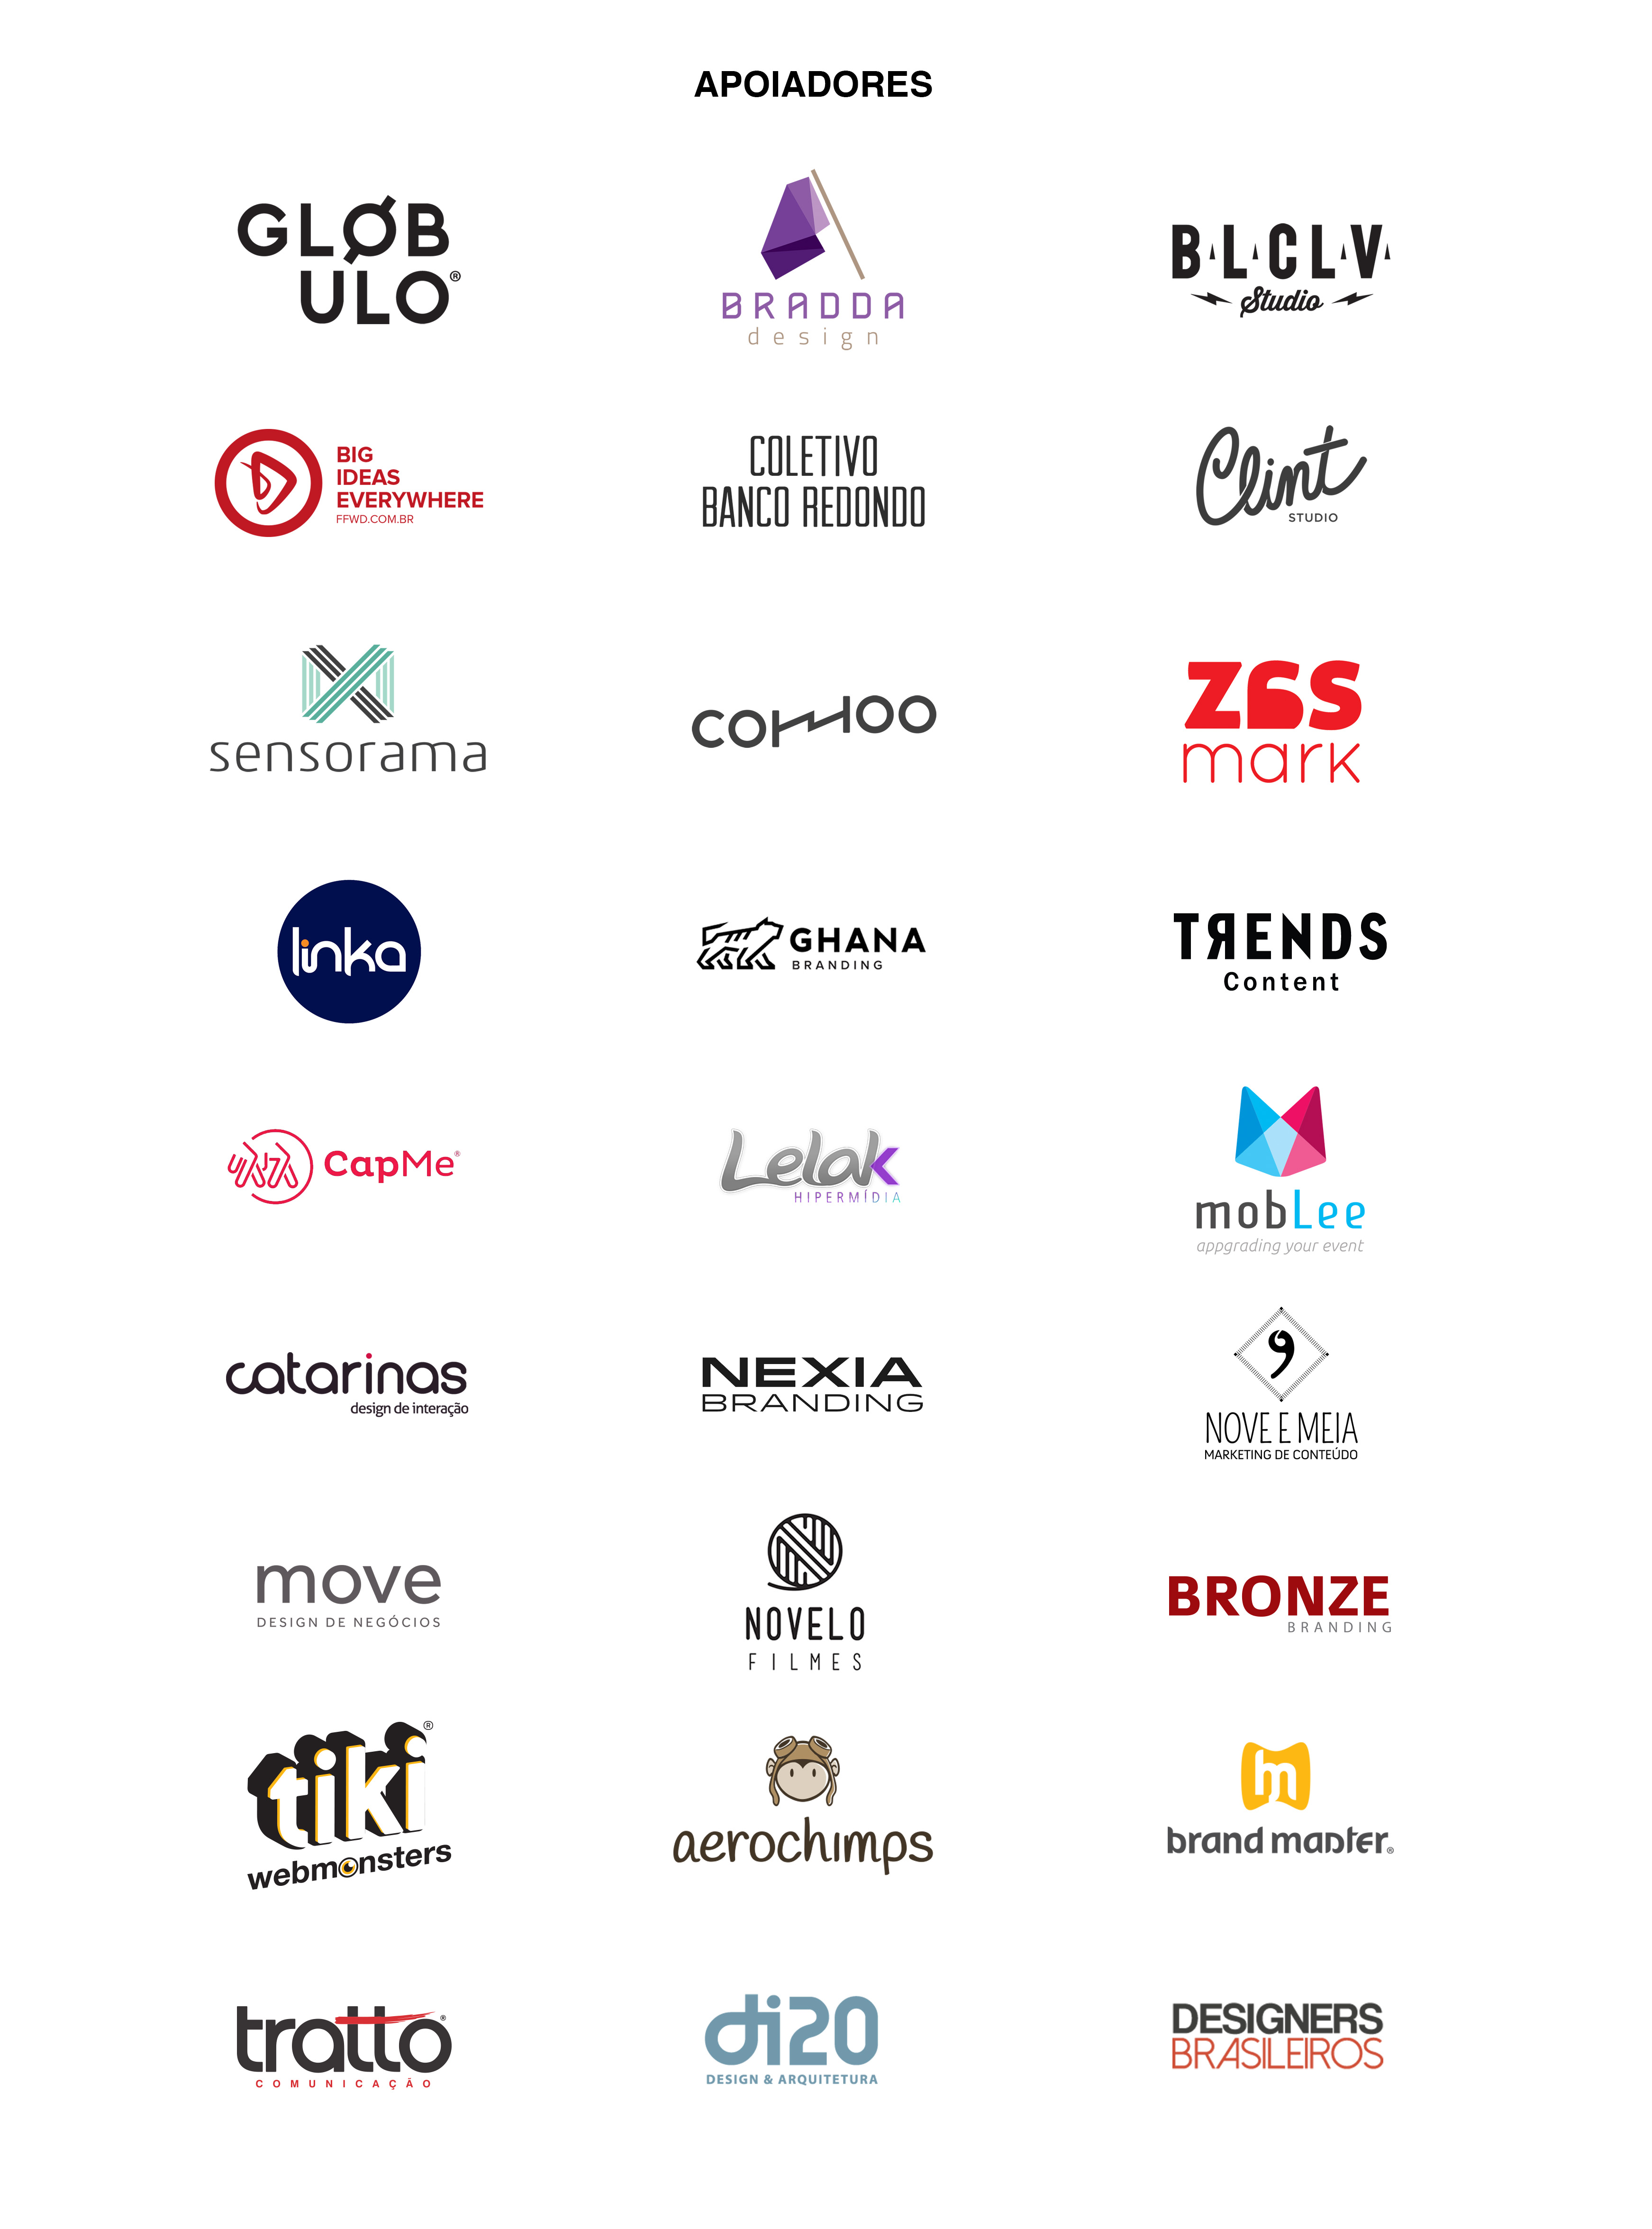 APOIADORES
GLØB
ULO®
BRADDA
design
B·L·C·L·V·
Studio
BIG
IDEAS
EVERYWHERE
FFWD.COM.BR
COLETIVO
BANCO REDONDO
Clint
STUDIO
sensorama
mark
linka
GHANA
BRANDING
TЯENDS
Content
CapMe®
Lelak
HIPERMÍDIA
mobLee
appgrading your event
catarinas
design de interação
NEXIA
BRANDING
9
NOVE E MEIA
MARKETING DE CONTEÚDO
move
DESIGN DE NEGÓCIOS
NOVELO
FILMES
BRONZE
BRANDING
tiki®
webmonsters
aerochimps
brand master®
tratto®
COMUNICAÇÃO
di20
DESIGN & ARQUITETURA
DESIGNERS
BRASILEIROS